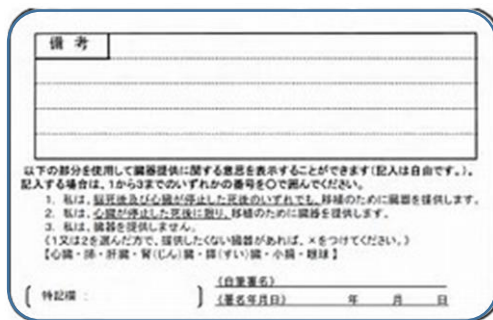 備 考
以下の部分を使用して臓器提供に関する意思を表示することができます(記入は自由です。)。
記入する場合は、1から3までのいずれかの番号を〇で囲んでください。
1. 私は、脳死後及び心臓が停止した死後のいずれでも、移植のために臓器を提供します。
2. 私は、心臓が停止した死後に限り、移植のために臓器を提供します。
3. 私は、臓器を提供しません。
《1又は2を選んだ方で、提供したくない臓器があれば、×をつけてください。》
【心臓・肺・肝臓・腎(じん)臓・膵(すい)臓・小腸・眼球】
〔特記欄: 〕
《自筆署名》
《署名年月日》 年 月 日